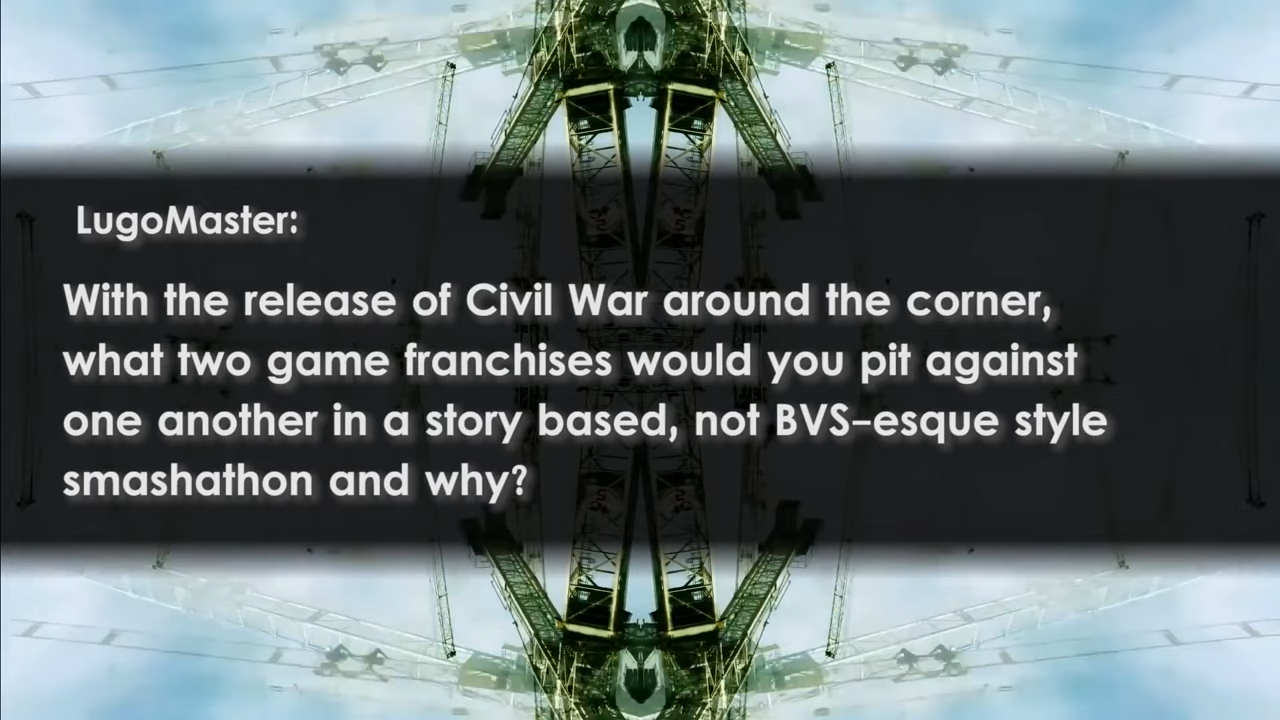 LugoMaster:
With the release of Civil War around the corner,
what two game franchises would you pit against
one another in a story based, not BVS-esque style
smashathon and why?